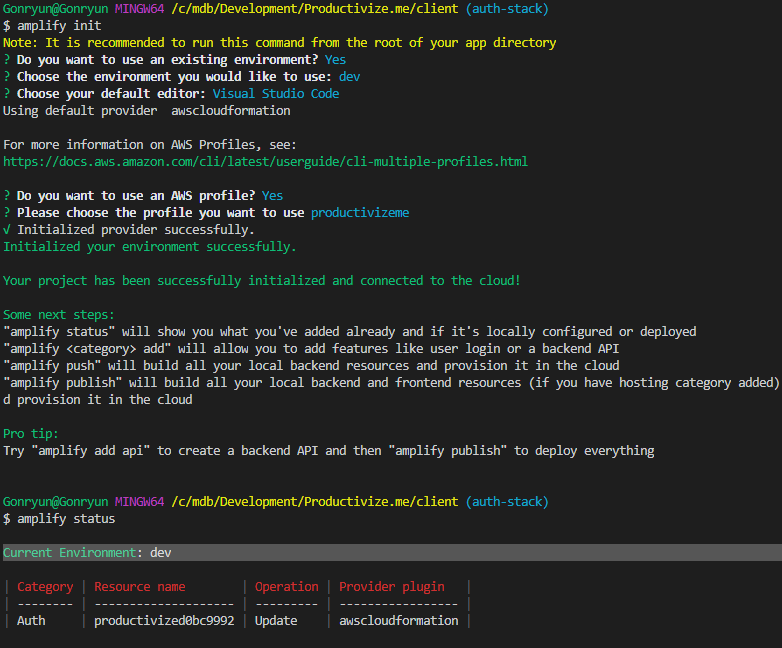 Gonryun@Gonryun MINGW64 /c/mdb/Development/Productivize.me/client (auth-stack)
$ amplify init
Note: It is recommended to run this command from the root of your app directory
? Do you want to use an existing environment? Yes
? Choose the environment you would like to use: dev
? Choose your default editor: Visual Studio Code
Using default provider  awscloudformation
For more information on AWS Profiles, see:
https://docs.aws.amazon.com/cli/latest/userguide/cli-multiple-profiles.html
? Do you want to use an AWS profile? Yes
? Please choose the profile you want to use productivizeme
√ Initialized provider successfully.
Initialized your environment successfully.
Your project has been successfully initialized and connected to the cloud!
Some next steps:
"amplify status" will show you what you've added already and if it's locally configured or deployed
"amplify <category> add" will allow you to add features like user login or a backend API
"amplify push" will build all your local backend resources and provision it in the cloud
"amplify publish" will build all your local backend and frontend resources (if you have hosting category added)
d provision it in the cloud
Pro tip:
Try "amplify add api" to create a backend API and then "amplify publish" to deploy everything
Gonryun@Gonryun MINGW64 /c/mdb/Development/Productivize.me/client (auth-stack)
$ amplify status
Current Environment: dev
| Category | Resource name        | Operation | Provider plugin   |
| -------- | -------------------- | --------- | ----------------- |
| Auth     | productivized0bc9992 | Update    | awscloudformation |